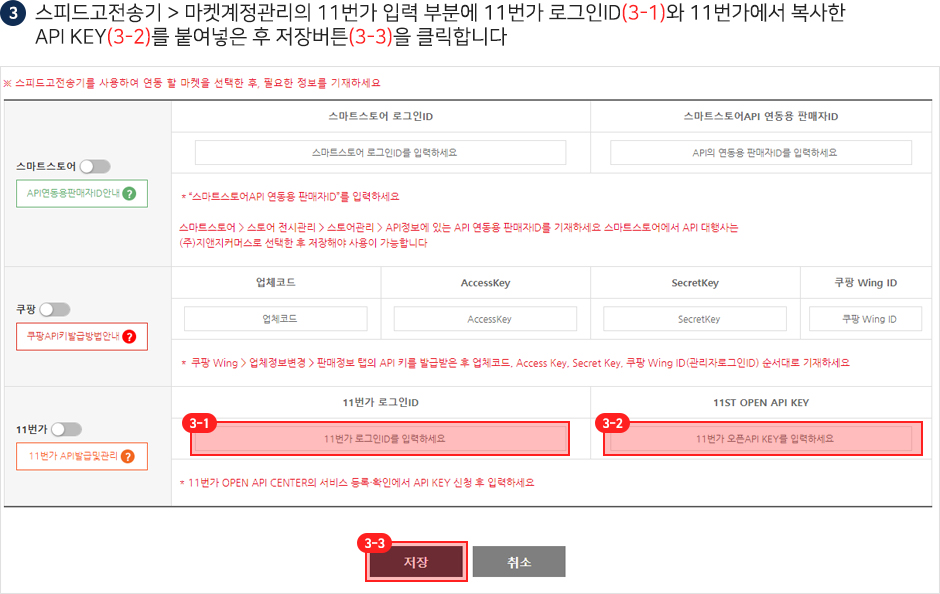 3 스피드고전송기 > 마켓계정관리의 11번가 입력 부분에 11번가 로그인ID(3-1)와 11번가에서 복사한
API KEY(3-2)를 붙여넣은 후 저장버튼(3-3)을 클릭합니다
※ 스피드고전송기를 사용하여 연동 할 마켓을 선택한 후, 필요한 정보를 기재하세요
스마트스토어 로그인ID 스마트스토어API 연동용 판매자ID
스마트스토어 로그인ID를 입력하세요 API의 연동용 판매자ID를 입력하세요
스마트스토어
API연동용판매자ID안내 ?
* "스마트스토어API 연동용 판매자ID"를 입력하세요
스마트스토어 > 스토어 전시관리 > 스토어관리 > API정보에 있는 API 연동용 판매자ID를 기재하세요 스마트스토어에서 API 대행사는
(주)지앤지커머스로 선택한 후 저장해야 사용이 가능합니다
업체코드 AccessKey SecretKey 쿠팡 Wing ID
쿠팡
업체코드 AccessKey SecretKey 쿠팡 Wing ID
쿠팡API키발급방법안내 ?
* 쿠팡 Wing > 업체정보변경 > 판매정보 탭의 API 키를 발급받은 후 업체코드, Access Key, Secret Key, 쿠팡 Wing ID(관리자로그인ID) 순서대로 기재하세요
11번가 로그인ID 11ST OPEN API KEY
3-1 3-2
11번가
11번가 로그인ID를 입력하세요 11번가 오픈API KEY를 입력하세요
11번가 API발급및관리 ?
* 11번가 OPEN API CENTER의 서비스 등록·확인에서 API KEY 신청 후 입력하세요
3-3
저장 취소